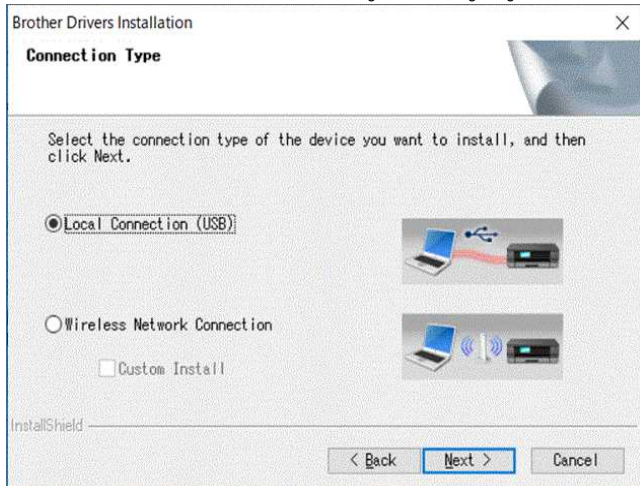 Brother Drivers Installation
Connection Type
Select the connection type of the device you want to install, and then
click Next.
Local Connection (USB)
Wireless Network Connection
Custom Install
InstallShield
< Back
Next >
Cancel